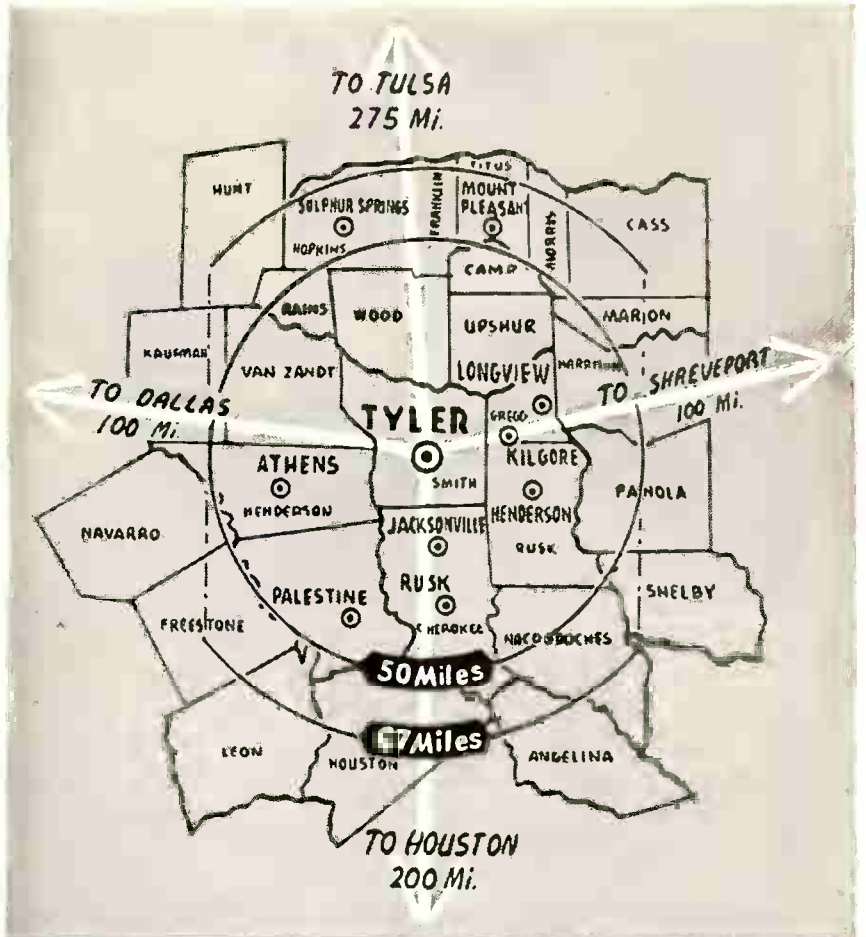 TO TULSA
275 Mi.
HUNT
SULPHUR SPRINGS
HOPKINS
FRANKLIN
TITUS
MOUNT
PLEASANT
MORRIS
CASS
CAMP
RAINS
WOOD
UPSHUR
MARION
KAUFMAN
VAN ZANDT
LONGVIEW
HARRISON
TO DALLAS
100 Mi.
TO SHREVEPORT
100 Mi.
TYLER
SMITH
GREGG
KILGORE
ATHENS
HENDERSON
HENDERSON
RUSK
PANOLA
NAVARRO
JACKSONVILLE
RUSK
CHEROKEE
PALESTINE
FREESTONE
SHELBY
NACOGDOCHES
50 Miles
Miles
LEON
HOUSTON
ANGELINA
TO HOUSTON
200 Mi.